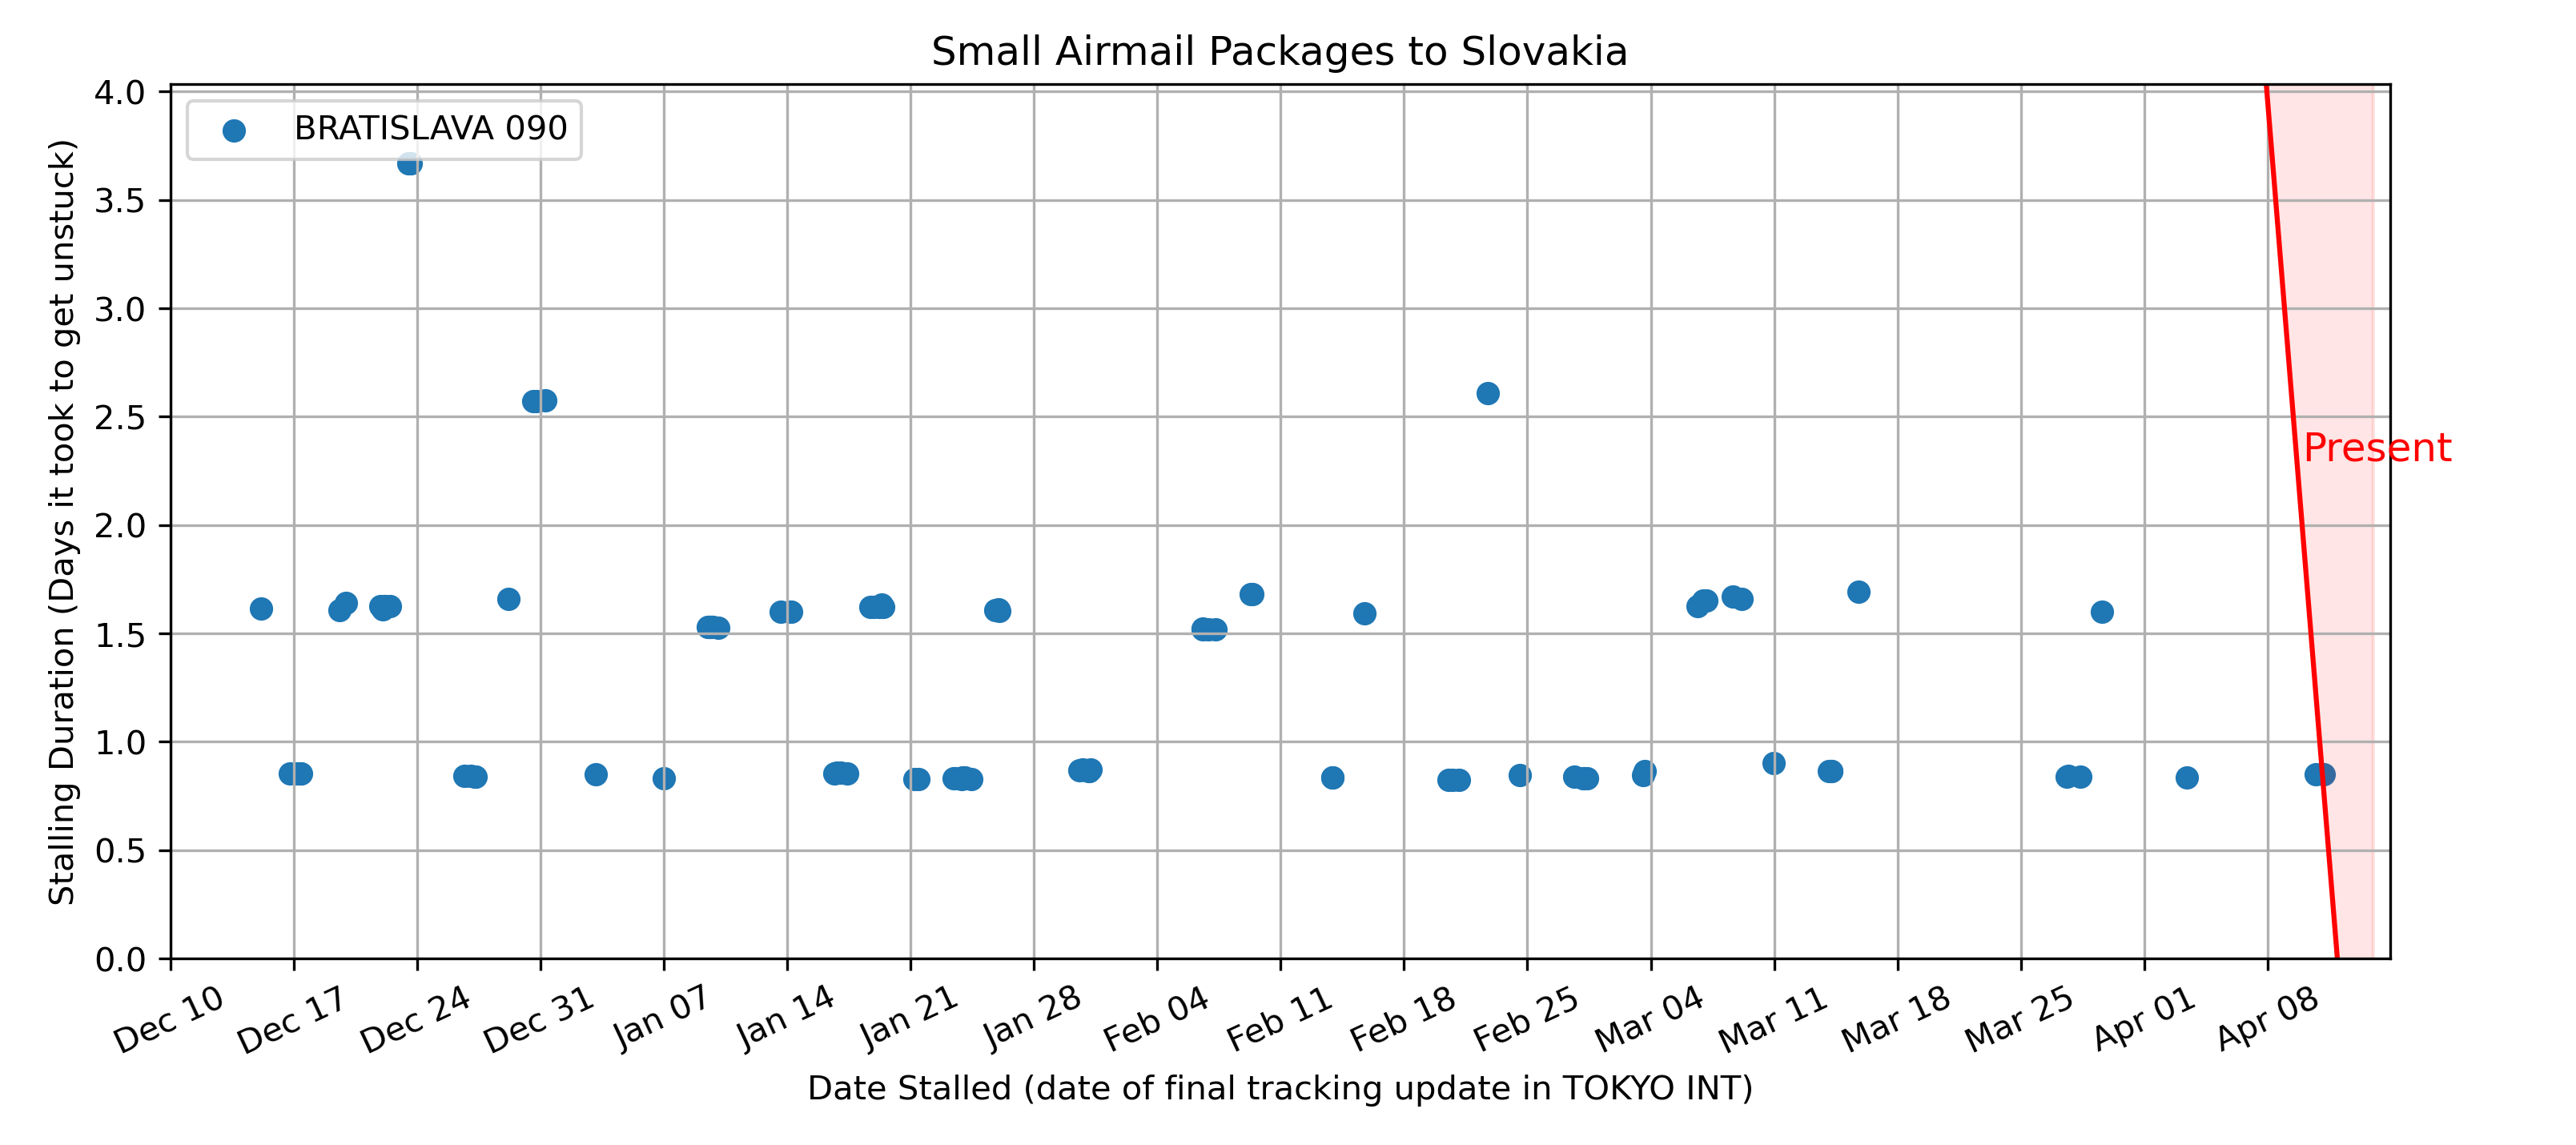 Small Airmail Packages to Slovakia
BRATISLAVA 090
Stalling Duration (Days it took to get unstuck)
4.0
3.5
3.0
2.5
2.0
1.5
1.0
0.5
0.0
Present
Dec 10
Dec 17
Dec 24
Dec 31
Jan 07
Jan 14
Jan 21
Jan 28
Feb 04
Feb 11
Feb 18
Feb 25
Mar 04
Mar 11
Mar 18
Mar 25
Apr 01
Apr 08
Date Stalled (date of final tracking update in TOKYO INT)